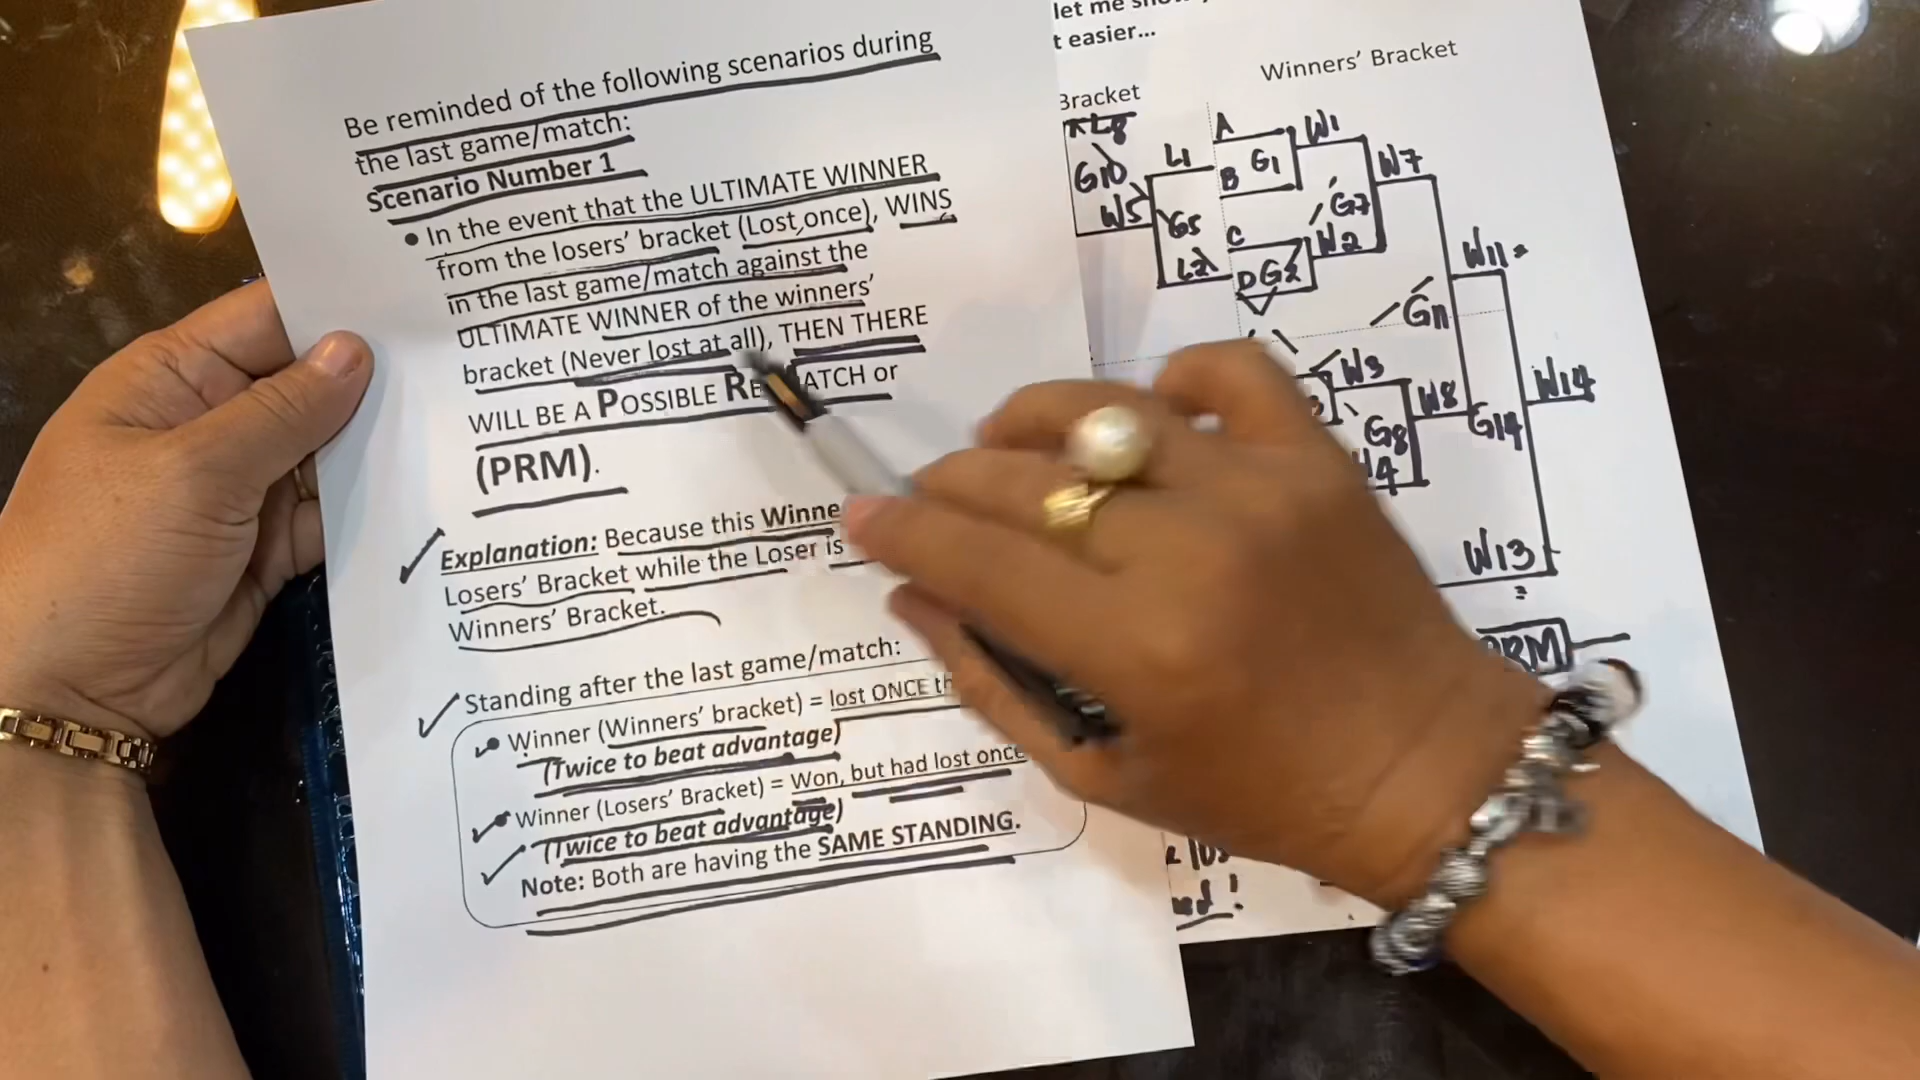 Be reminded of the following scenarios during
the last game/match:
Scenario Number 1
• In the event that the ULTIMATE WINNER
from the losers' bracket (Lost once), WINS
in the last game/match against the
ULTIMATE WINNER of the winners'
bracket (Never lost at all), THEN THERE
WILL BE A POSSIBLE REMATCH or
(PRM).
Explanation: Because this Winne
Losers' Bracket while the Loser is
Winners' Bracket.
Standing after the last game/match:
• Winner (Winners' bracket) = lost ONCE th
(Twice to beat advantage)
• Winner (Losers' Bracket) = Won, but had lost once
(Twice to beat advantage)
Note: Both are having the SAME STANDING.
let me
t easier...
Bracket
Winners' Bracket
G10
W5
L1
G5
L2
A
B
G1
W1
C
D
G2
W2
G7
W7
G11
W11
W3
G8
W4
W8
G14
W14
W13
PRM